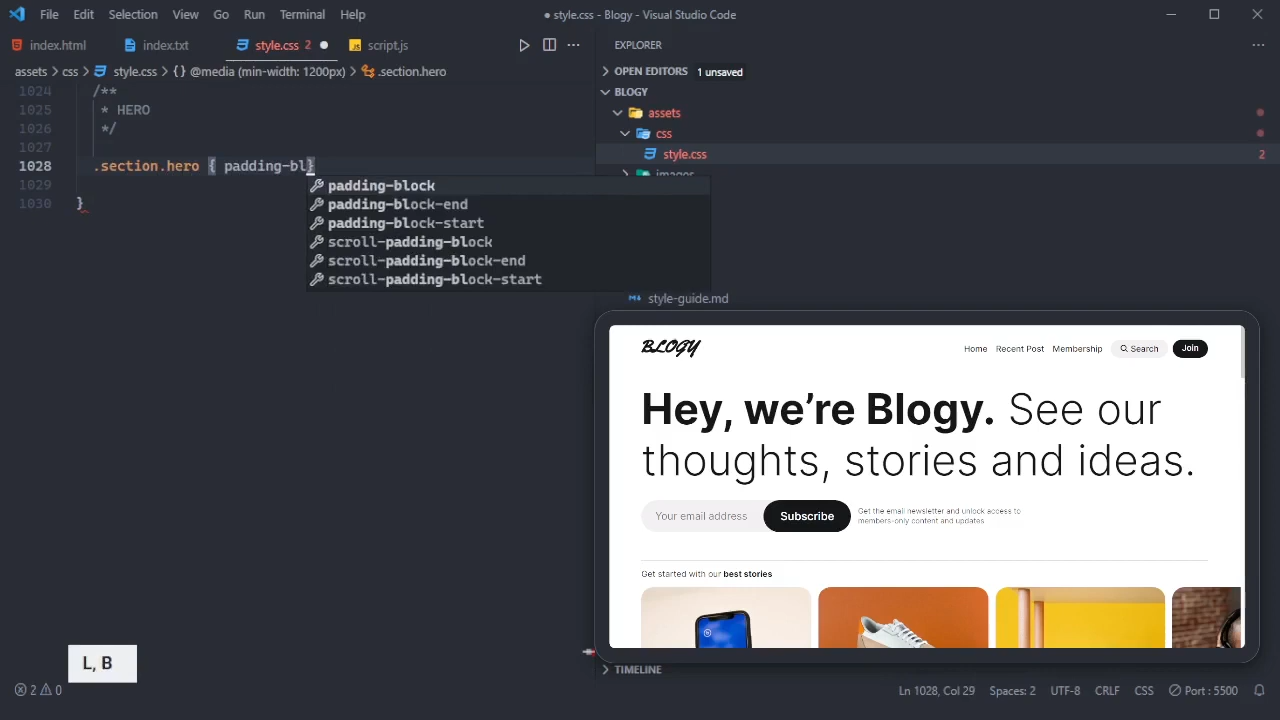 File Edit Selection View Go Run Terminal Help
● style.css - Blogy - Visual Studio Code
index.html index.txt style.css 2 script.js
EXPLORER
assets > css > style.css > {} @media (min-width: 1200px) > .section.hero
OPEN EDITORS 1 unsaved
1024 /**
BLOGY
1025 * HERO
assets
1026 */
css
1027
style.css 2
1028 .section.hero { padding-bl}
padding-block
1029
padding-block-end
1030 }
padding-block-start
scroll-padding-block
scroll-padding-block-end
scroll-padding-block-start
images
style-guide.md
BLOGY
Home Recent Post Membership Search Join
Hey, we’re Blogy. See our
thoughts, stories and ideas.
Your email address Subscribe
Get the email newsletter and unlock access to
members-only content and updates
Get started with our best stories
L, B
TIMELINE
2 0
Ln 1028, Col 29 Spaces: 2 UTF-8 CRLF CSS Port : 5500